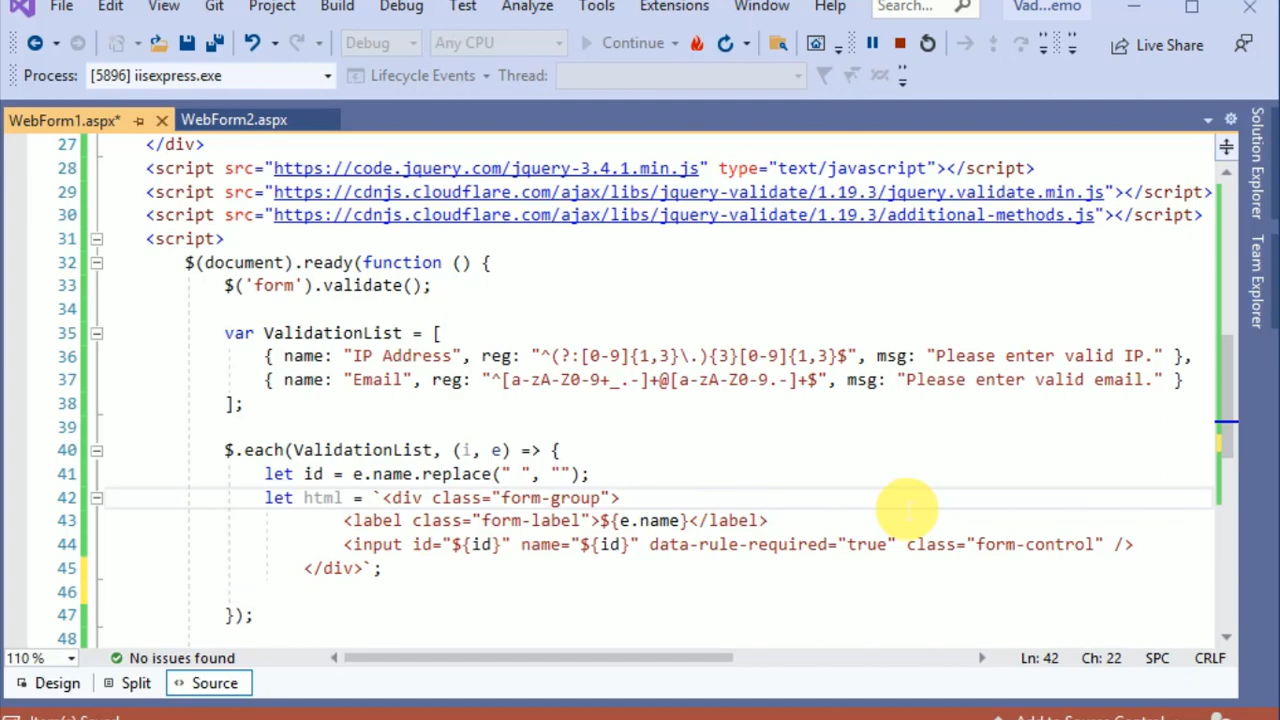 File Edit View Git Project Build Debug Test Analyze Tools Extensions Window Help Search... Vad...emo
Debug Any CPU Continue Live Share
Process: [5896] iisexpress.exe Lifecycle Events Thread:
WebForm1.aspx* WebForm2.aspx
Solution Explorer
Team Explorer
27 </div>
28 <script src="https://code.jquery.com/jquery-3.4.1.min.js" type="text/javascript"></script>
29 <script src="https://cdnjs.cloudflare.com/ajax/libs/jquery-validate/1.19.3/jquery.validate.min.js"></script>
30 <script src="https://cdnjs.cloudflare.com/ajax/libs/jquery-validate/1.19.3/additional-methods.js"></script>
31 <script>
32 $(document).ready(function () {
33 $('form').validate();
34
35 var ValidationList = [
36 { name: "IP Address", reg: "^(?:[0-9]{1,3}\.){3}[0-9]{1,3}$", msg: "Please enter valid IP." },
37 { name: "Email", reg: "^[a-zA-Z0-9+_.-]+@[a-zA-Z0-9.-]+$", msg: "Please enter valid email." }
38 ];
39
40 $.each(ValidationList, (i, e) => {
41 let id = e.name.replace(" ", "");
42 let html = `<div class="form-group">
43 <label class="form-label">${e.name}</label>
44 <input id="${id}" name="${id}" data-rule-required="true" class="form-control" />
45 </div>`;
46
47 });
48
110 % No issues found Ln: 42 Ch: 22 SPC CRLF
Design Split Source
Item(s) Saved Add to Source Control